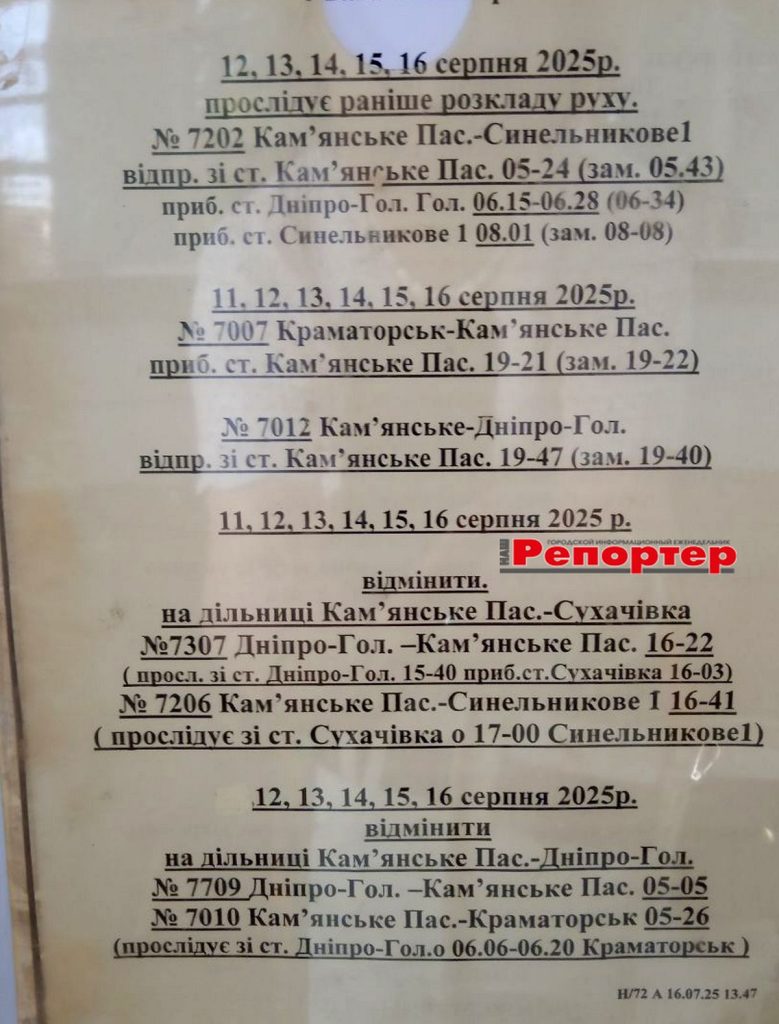 12, 13, 14, 15, 16 серпня 2025р.
прослідує раніше розкладу руху.
№ 7202 Кам’янське Пас.-Синельникове1
відпр. зі ст. Кам’янське Пас. 05-24 (зам. 05.43)
приб. ст. Дніпро-Гол. Гол. 06.15-06.28 (06-34)
приб. ст. Синельникове 1 08.01 (зам. 08-08)
11, 12, 13, 14, 15, 16 серпня 2025р.
№ 7007 Краматорськ-Кам’янське Пас.
приб. ст. Кам’янське Пас. 19-21 (зам. 19-22)
№ 7012 Кам’янське-Дніпро-Гол.
відпр. зі ст. Кам’янське Пас. 19-47 (зам. 19-40)
11, 12, 13, 14, 15, 16 серпня 2025 р.
ГОРОДСКОЙ ИНФОРМАЦИОННЫЙ ЕЖЕНЕДЕЛЬНИК
НАШ Репортер
відмінити.
на дільниці Кам’янське Пас.-Сухачівка
№7307 Дніпро-Гол. –Кам’янське Пас. 16-22
( просл. зі ст. Дніпро-Гол. 15-40 приб.ст.Сухачівка 16-03)
№ 7206 Кам’янське Пас.-Синельникове 1 16-41
( прослідує зі ст. Сухачівка о 17-00 Синельникове1)
12, 13, 14, 15, 16 серпня 2025р.
відмінити
на дільниці Кам’янське Пас.-Дніпро-Гол.
№ 7709 Дніпро-Гол. –Кам’янське Пас. 05-05
№ 7010 Кам’янське Пас.-Краматорськ 05-26
(прослідує зі ст. Дніпро-Гол.о 06.06-06.20 Краматорськ )
Н/72 А 16.07.25 13.47